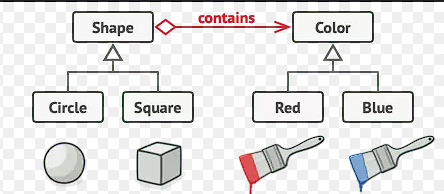 contains
Shape
Color
Circle
Square
Red
Blue